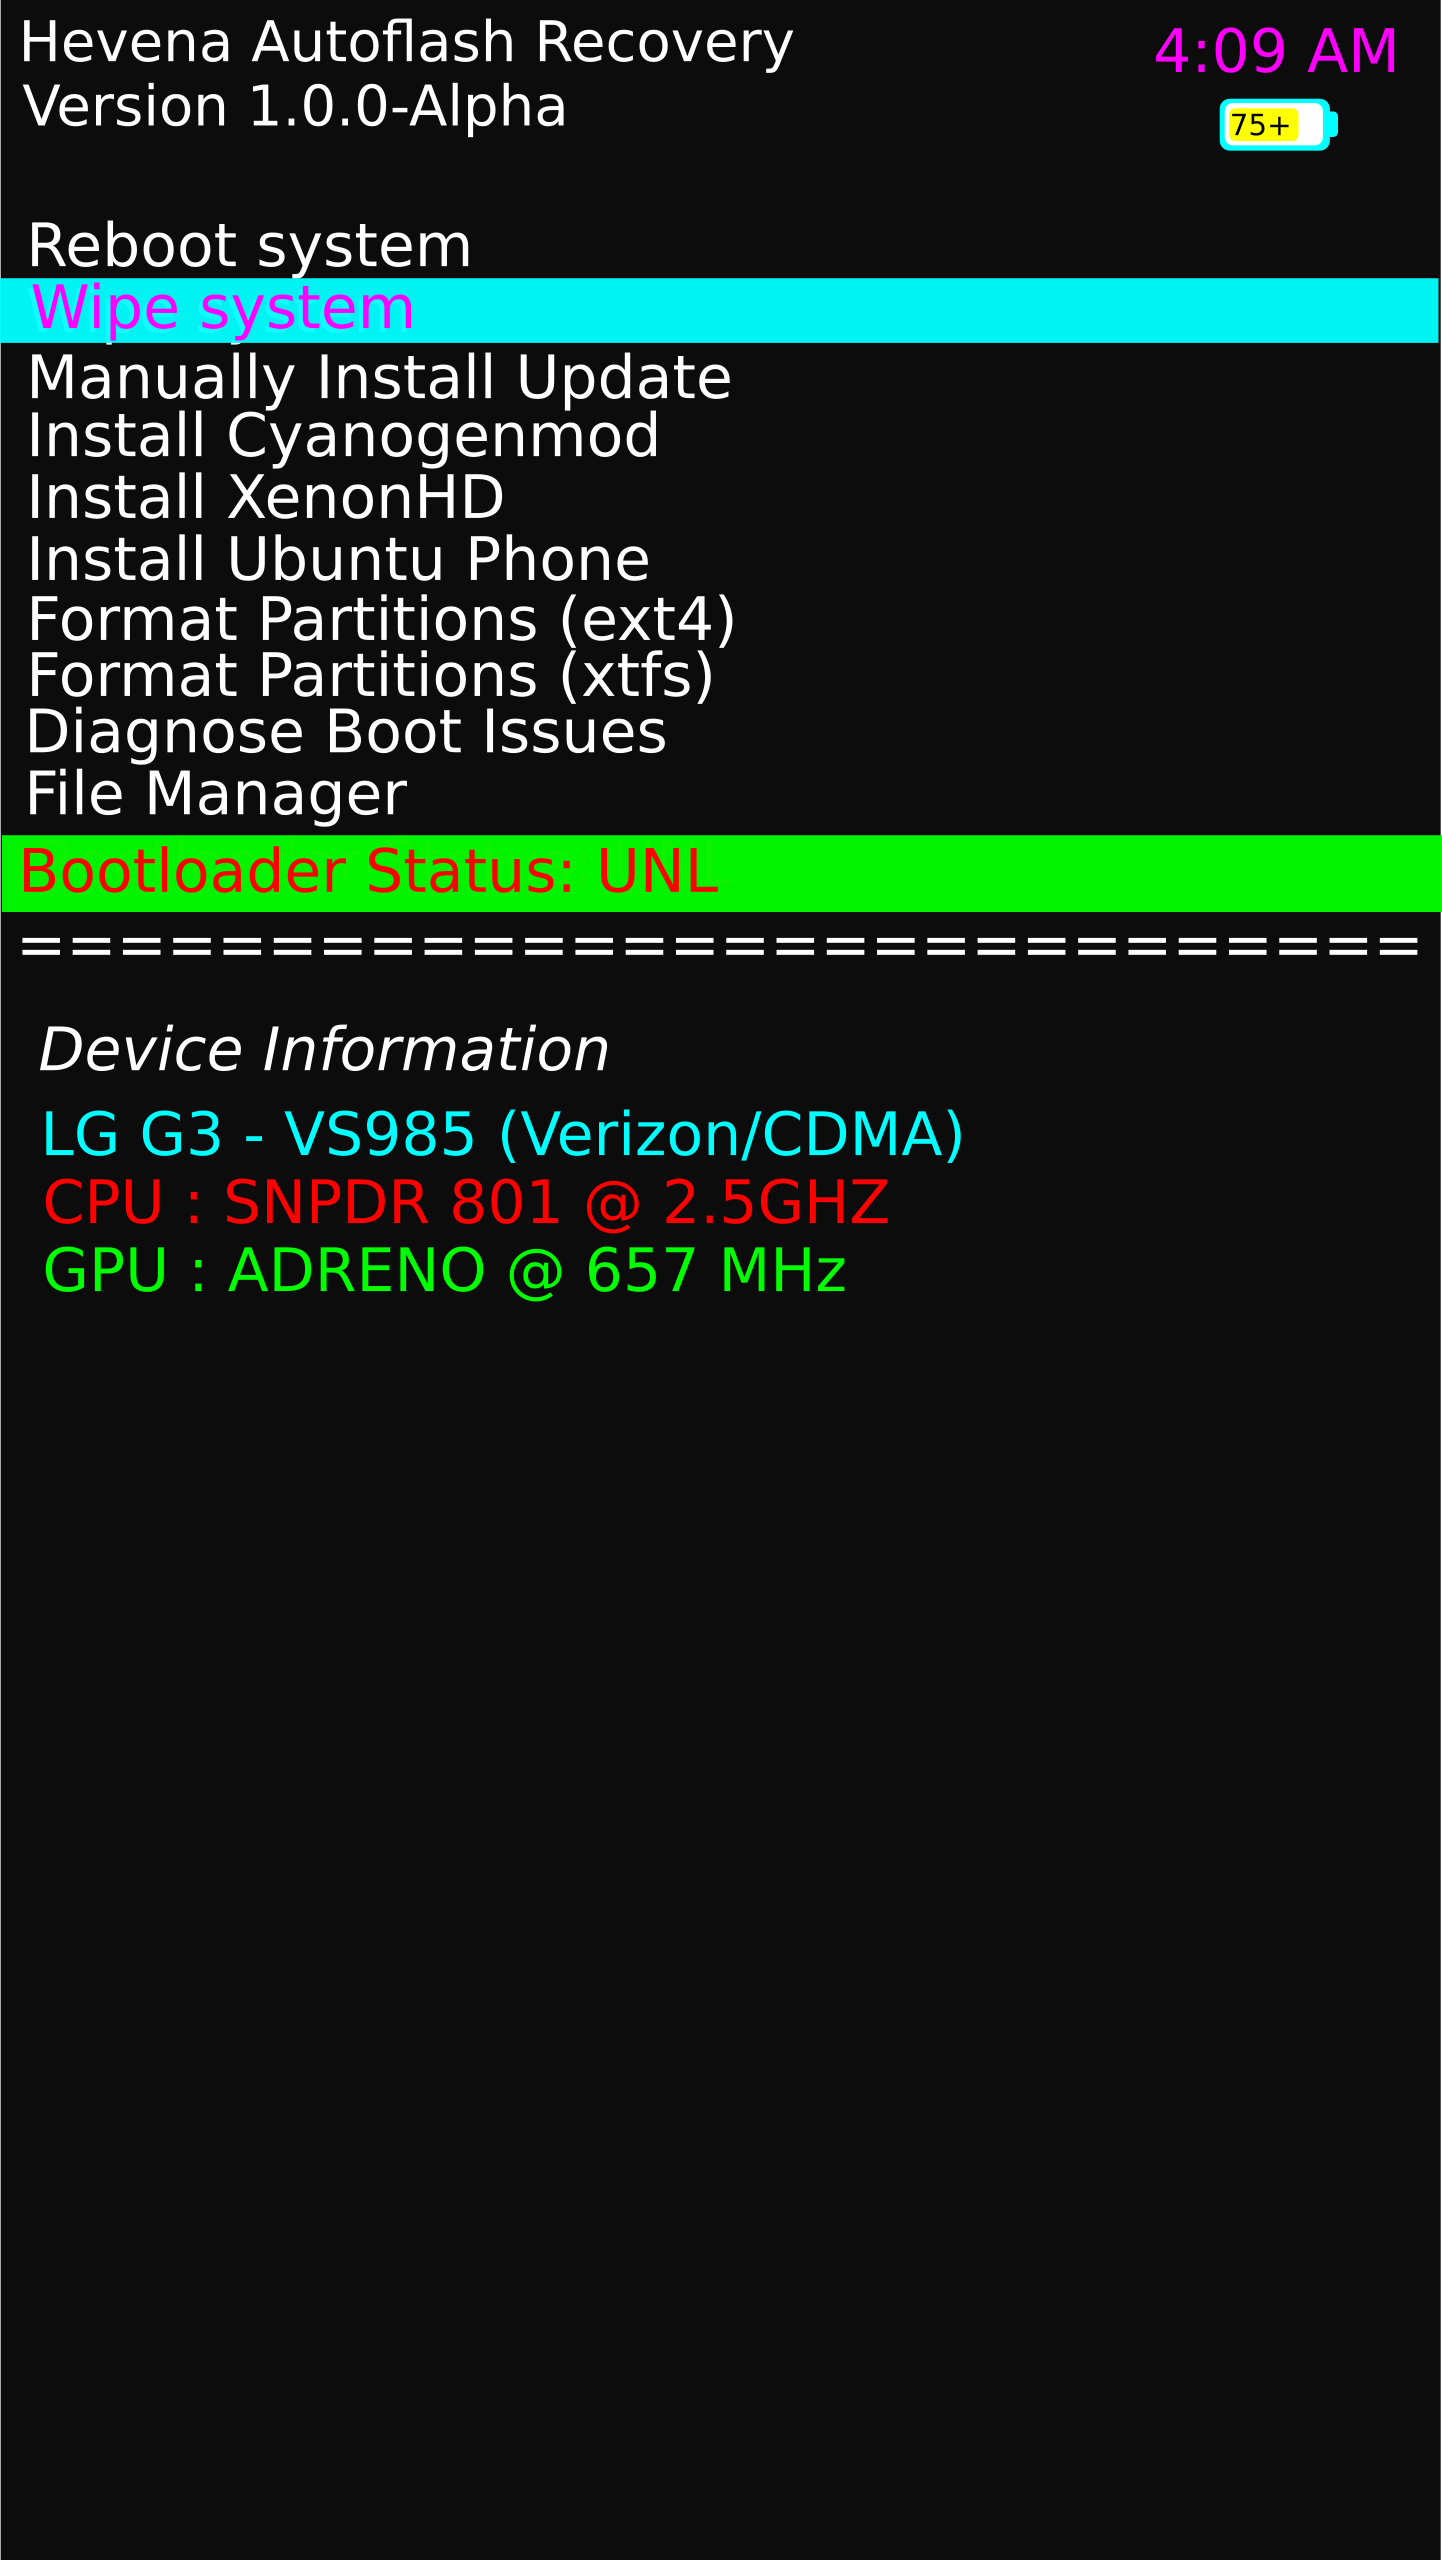 Hevena Autoflash Recovery
Version 1.0.0-Alpha
4:09 AM
75+
Reboot system
Wipe system
Manually Install Update
Install Cyanogenmod
Install XenonHD
Install Ubuntu Phone
Format Partitions (ext4)
Format Partitions (xtfs)
Diagnose Boot Issues
File Manager
Bootloader Status: UNL
============================
Device Information
LG G3 - VS985 (Verizon/CDMA)
CPU : SNPDR 801 @ 2.5GHZ
GPU : ADRENO @ 657 MHz